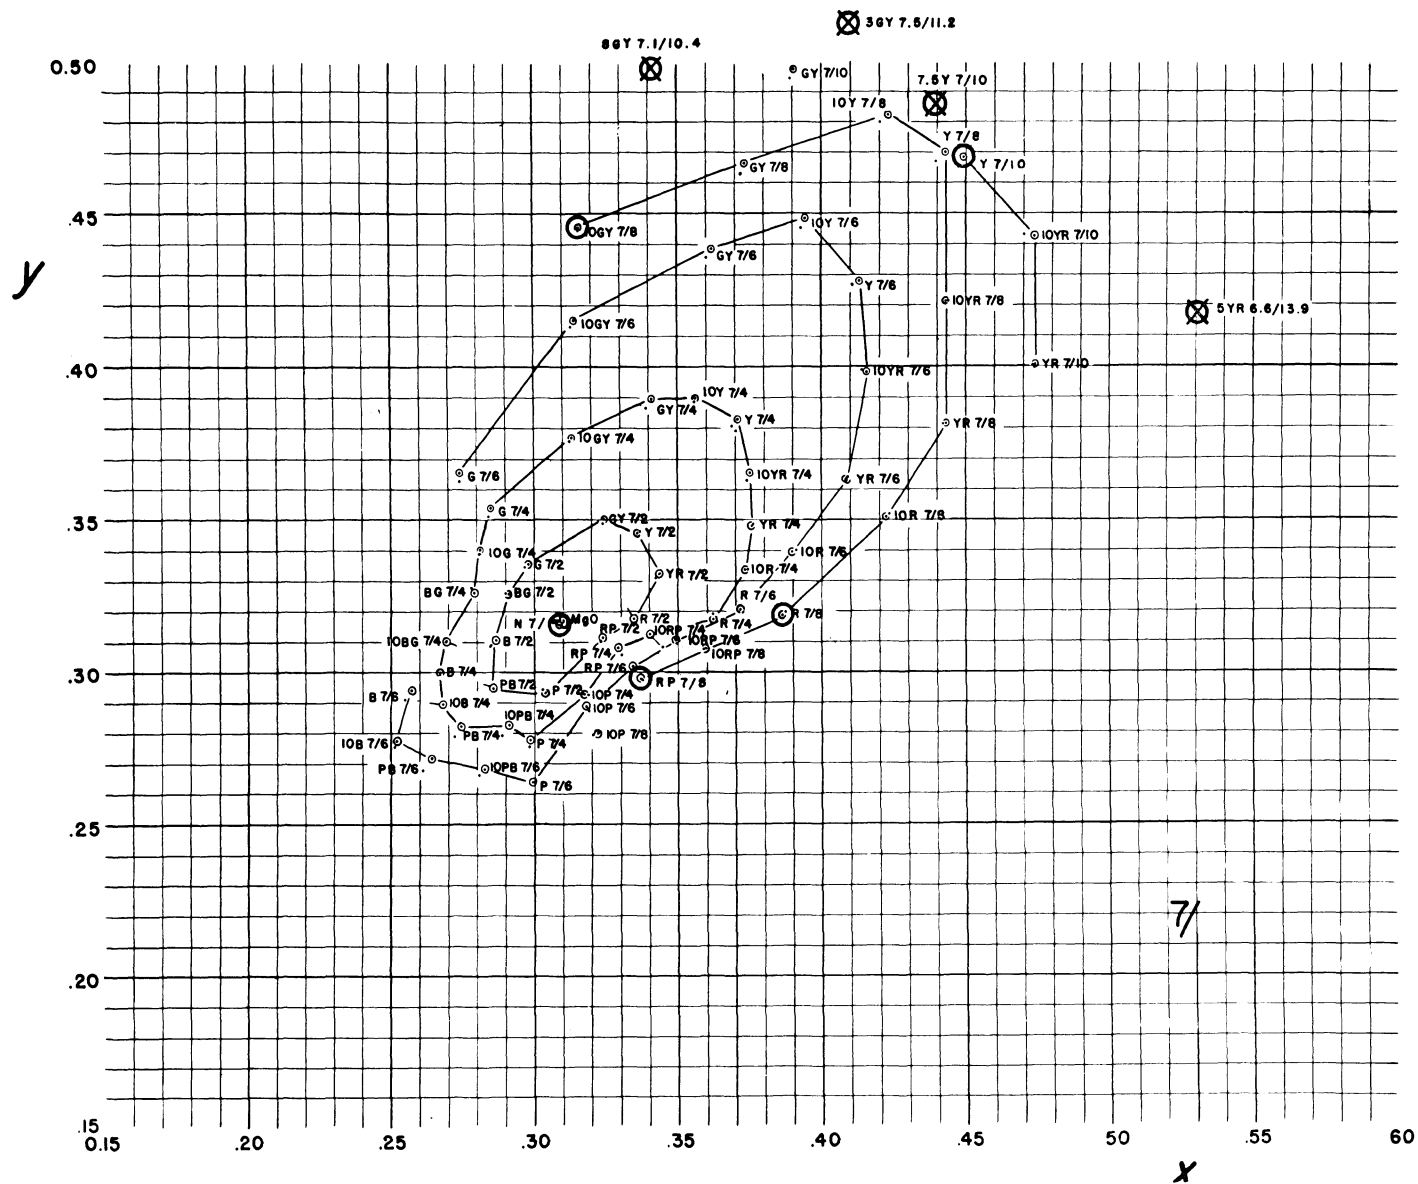 3GY 7.5/11.2
8GY 7.1/10.4
0.50
GY 7/10
7.5Y 7/10
10Y 7/8
Y 7/8
Y 7/10
GY 7/8
.45
10Y 7/6
0GY 7/8
10YR 7/10
GY 7/6
y
Y 7/6
10YR 7/8
5YR 6.6/13.9
10GY 7/6
.40
10YR 7/6
YR 7/10
10Y 7/4
GY 7/4
Y 7/4
YR 7/8
10GY 7/4
G 7/6
10YR 7/4
YR 7/6
G 7/4
.35
GY 7/2
YR 7/4
10R 7/8
Y 7/2
10G 7/4
10R 7/6
G 7/2
10R 7/4
YR 7/2
BG 7/4
BG 7/2
R 7/6
N 7/
MgO
R 7/2
R 7/4
R 7/8
RP 7/2
10RP 7/4
10BG 7/4
B 7/2
10RP 7/6
RP 7/4
10RP 7/8
.30
B 7/4
RP 7/6
PB 7/2
P 7/2
RP 7/8
B 7/6
10P 7/4
10B 7/4
10P 7/6
10PB 7/4
PB 7/4
P 7/4
10P 7/8
10B 7/6
PB 7/6
10PB 7/6
P 7/6
.25
7/
.20
.15
0.15
.20
.25
.30
.35
.40
.45
50
.55
60
x